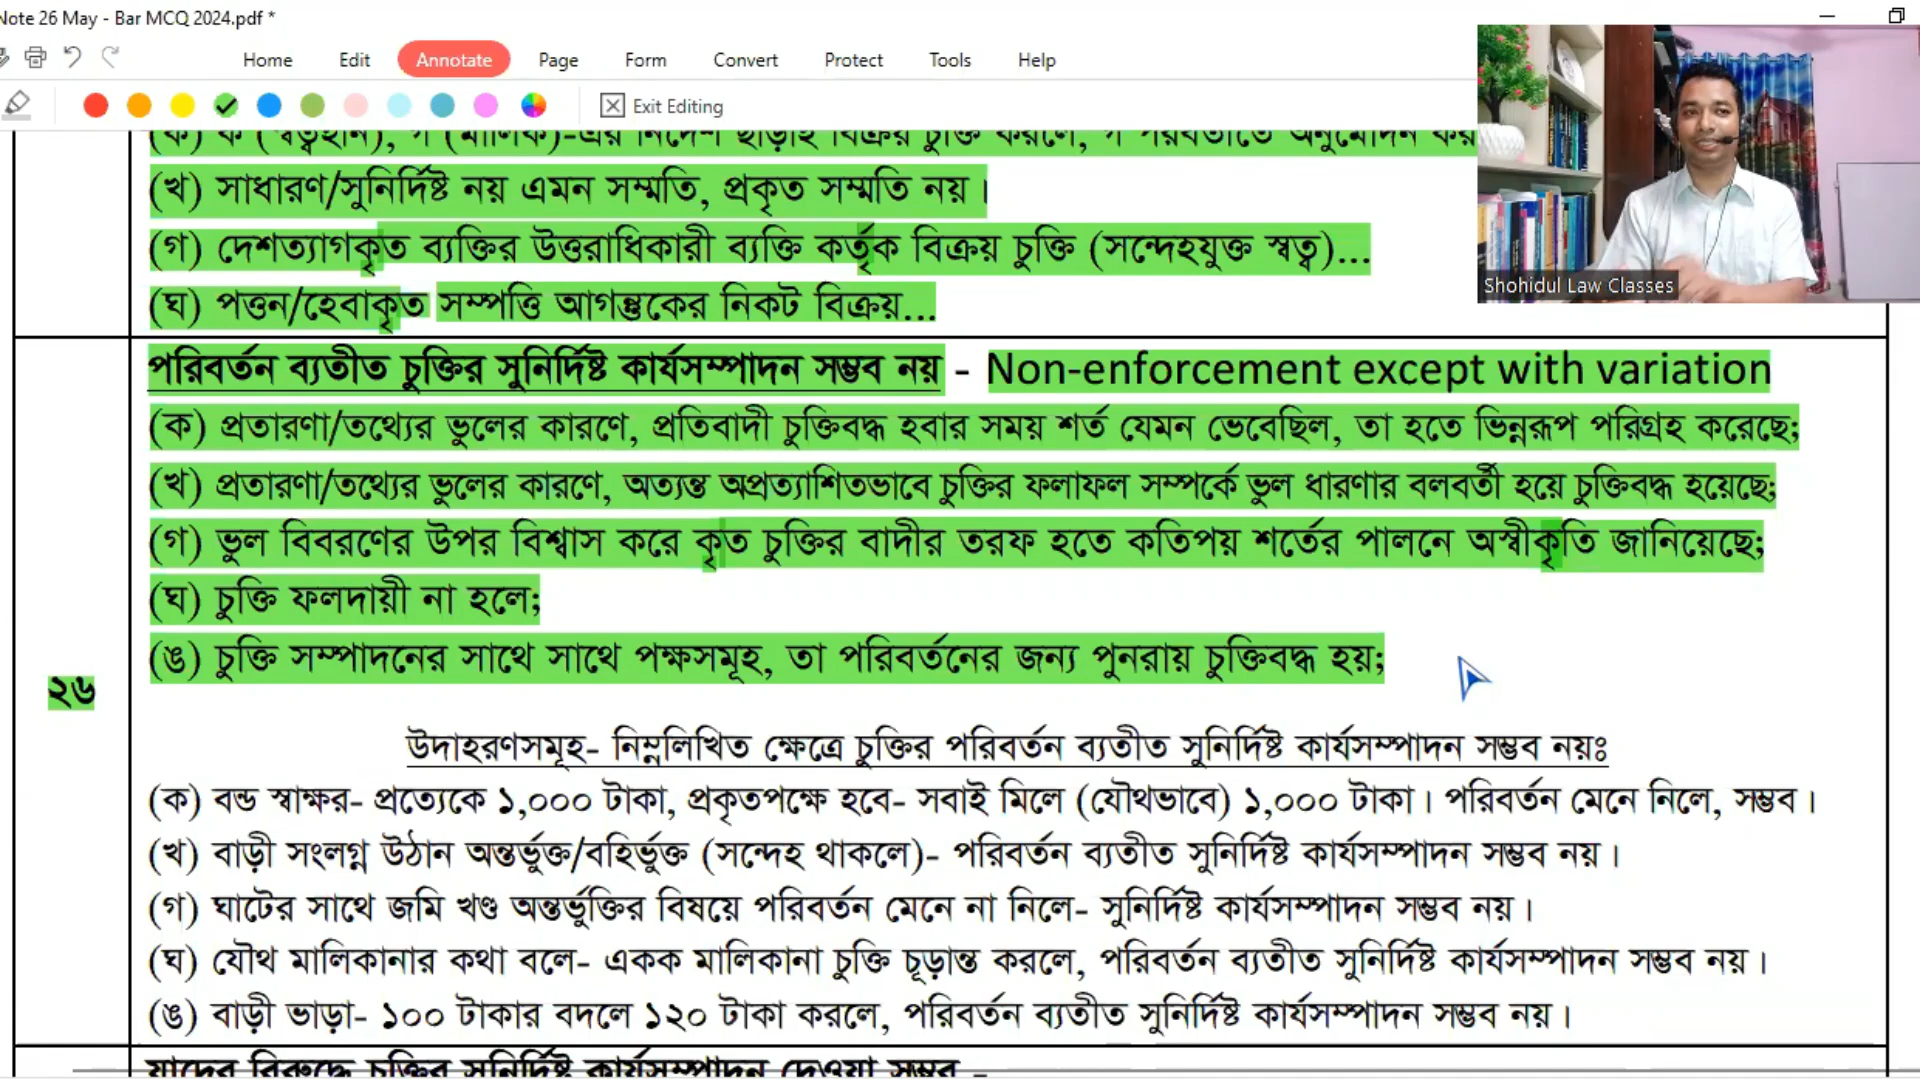 Note 26 May - Bar MCQ 2024.pdf *
Home Edit Annotate Page Form Convert Protect Tools Help
Exit Editing
(খ) সাধারণ/সুনির্দিষ্ট নয় এমন সম্মতি, প্রকৃত সম্মতি নয়।
(গ) দেশত্যাগকৃত ব্যক্তির উত্তরাধিকারী ব্যক্তি কর্তৃক বিক্রয় চুক্তি (সন্দেহযুক্ত স্বত্ব)...
Shohidul Law Classes
(ঘ) পত্তন/হেবাকৃত সম্পত্তি আগন্তুকের নিকট বিক্রয়...
পরিবর্তন ব্যতীত চুক্তির সুনির্দিষ্ট কার্যসম্পাদন সম্ভব নয় - Non-enforcement except with variation
(ক) প্রতারণা/তথ্যের ভুলের কারণে, প্রতিবাদী চুক্তিবদ্ধ হবার সময় শর্ত যেমন ভেবেছিল, তা হতে ভিন্নরূপ পরিগ্রহ করেছে;
(খ) প্রতারণা/তথ্যের ভুলের কারণে, অত্যন্ত অপ্রত্যাশিতভাবে চুক্তির ফলাফল সম্পর্কে ভুল ধারণার বলবর্তী হয়ে চুক্তিবদ্ধ হয়েছে;
(গ) ভুল বিবরণের উপর বিশ্বাস করে কৃত চুক্তির বাদীর তরফ হতে কতিপয় শর্তের পালনে অস্বীকৃতি জানিয়েছে;
(ঘ) চুক্তি ফলদায়ী না হলে;
(ঙ) চুক্তি সম্পাদনের সাথে সাথে পক্ষসমূহ, তা পরিবর্তনের জন্য পুনরায় চুক্তিবদ্ধ হয়;
২৬
উদাহরণসমূহ- নিম্নলিখিত ক্ষেত্রে চুক্তির পরিবর্তন ব্যতীত সুনির্দিষ্ট কার্যসম্পাদন সম্ভব নয়ঃ
(ক) বন্ড স্বাক্ষর- প্রত্যেকে ১,০০০ টাকা, প্রকৃতপক্ষে হবে- সবাই মিলে (যৌথভাবে) ১,০০০ টাকা। পরিবর্তন মেনে নিলে, সম্ভব।
(খ) বাড়ী সংলগ্ন উঠান অন্তর্ভুক্ত/বহির্ভুক্ত (সন্দেহ থাকলে)- পরিবর্তন ব্যতীত সুনির্দিষ্ট কার্যসম্পাদন সম্ভব নয়।
(গ) ঘাটের সাথে জমি খণ্ড অন্তর্ভুক্তির বিষয়ে পরিবর্তন মেনে না নিলে- সুনির্দিষ্ট কার্যসম্পাদন সম্ভব নয়।
(ঘ) যৌথ মালিকানার কথা বলে- একক মালিকানা চুক্তি চূড়ান্ত করলে, পরিবর্তন ব্যতীত সুনির্দিষ্ট কার্যসম্পাদন সম্ভব নয়।
(ঙ) বাড়ী ভাড়া- ১০০ টাকার বদলে ১২০ টাকা করলে, পরিবর্তন ব্যতীত সুনির্দিষ্ট কার্যসম্পাদন সম্ভব নয়।
যাদের বিরুদ্ধে চুক্তির সুনির্দিষ্ট কার্যসম্পাদন দেওয়া সম্ভব -